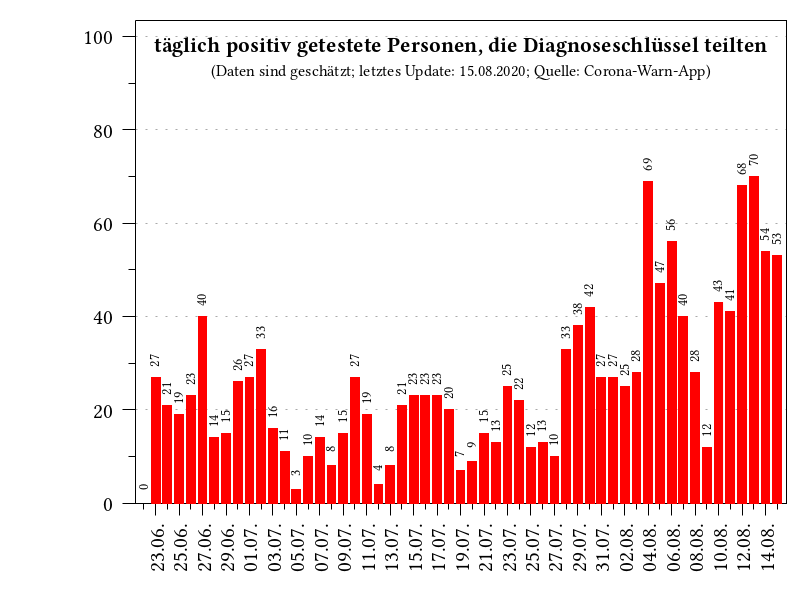 täglich positiv getestete Personen, die Diagnoseschlüssel teilten
(Daten sind geschätzt; letztes Update: 15.08.2020; Quelle: Corona-Warn-App)
100
80
60
40
20
0
0 27 21 19 23 40 14 15 26 27 33 16 11 3 10 14 8 15 27 19 4 8 21 23 23 23 20 7 9 15 13 25 22 12 13 10 33 38 42 27 27 25 28 69 47 56 40 28 12 43 41 68 70 54 53
23.06. 25.06. 27.06. 29.06. 01.07. 03.07. 05.07. 07.07. 09.07. 11.07. 13.07. 15.07. 17.07. 19.07. 21.07. 23.07. 25.07. 27.07. 29.07. 31.07. 02.08. 04.08. 06.08. 08.08. 10.08. 12.08. 14.08.